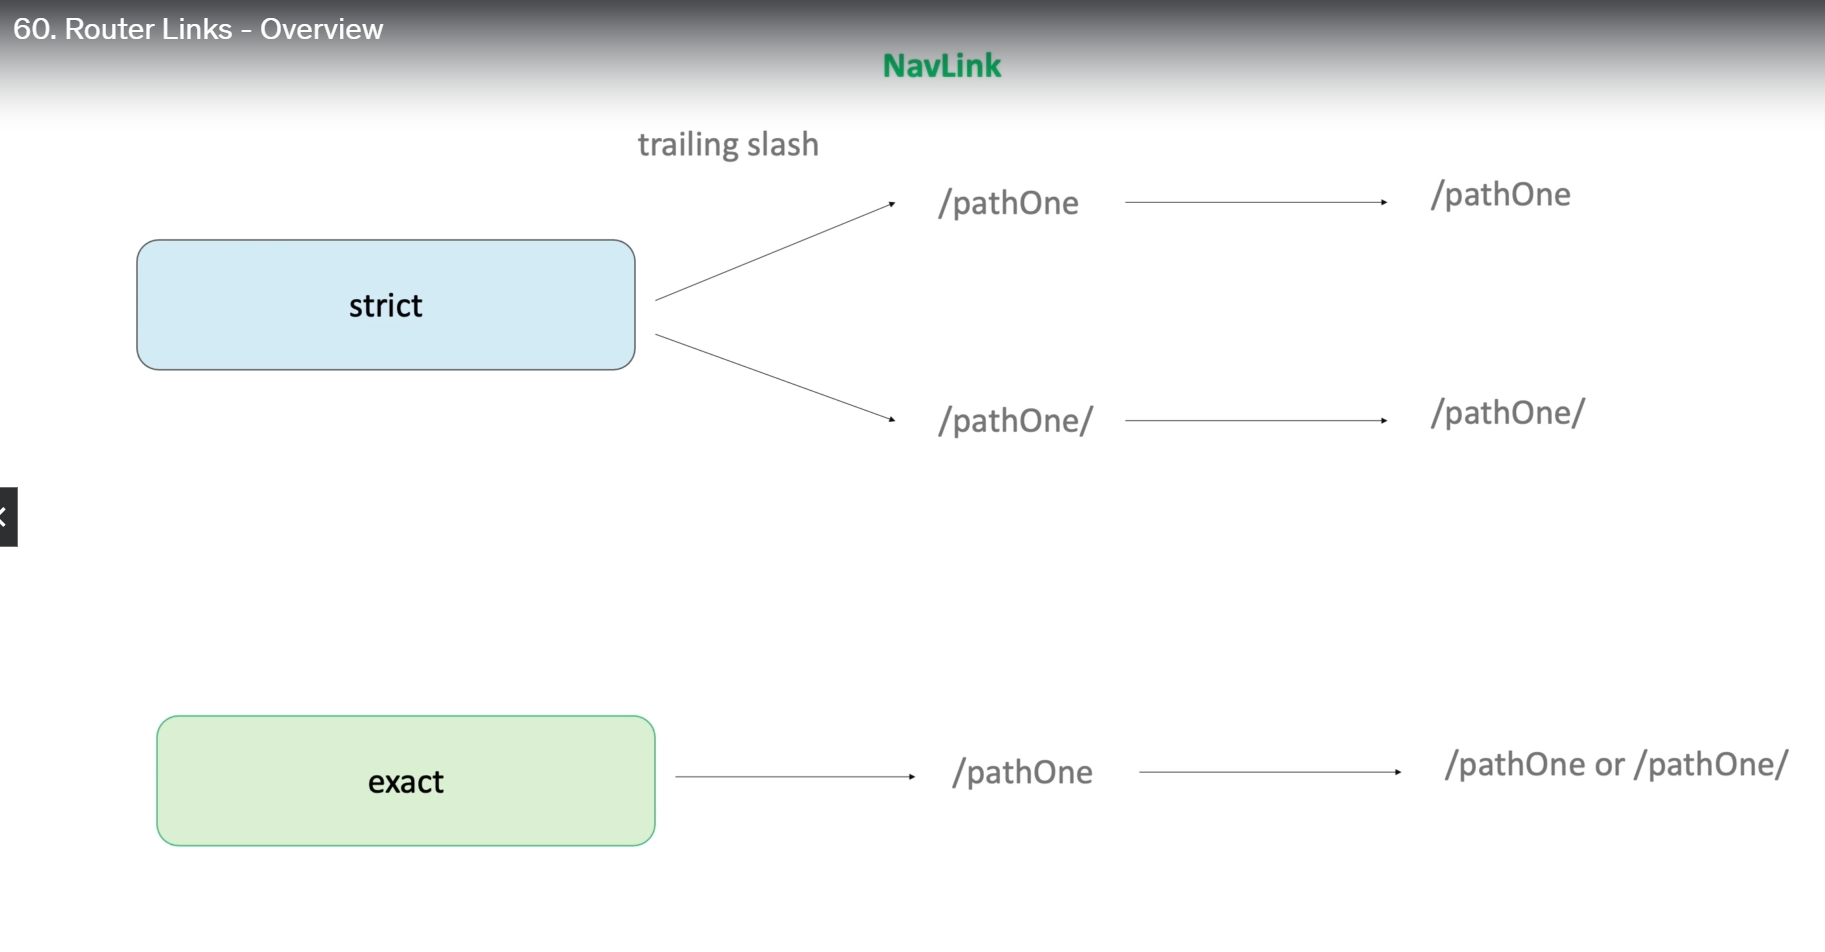 60. Router Links - Overview
NavLink
trailing slash
/pathOne
/pathOne
strict
/pathOne/
/pathOne/
exact
/pathOne
/pathOne or /pathOne/